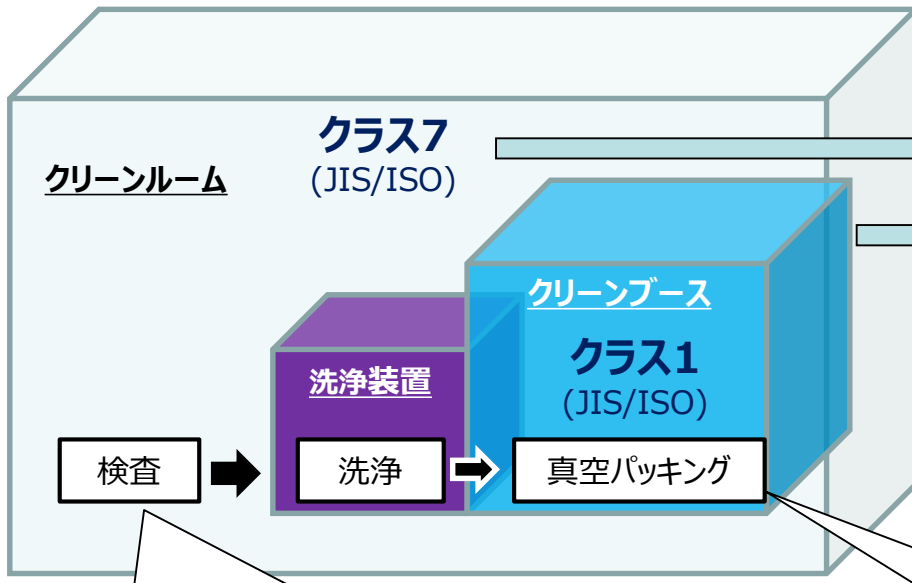 クラス7
(JIS/ISO)
クリーンルーム
クリーンブース
クラス1
(JIS/ISO)
洗浄装置
検査
洗浄
真空パッキング